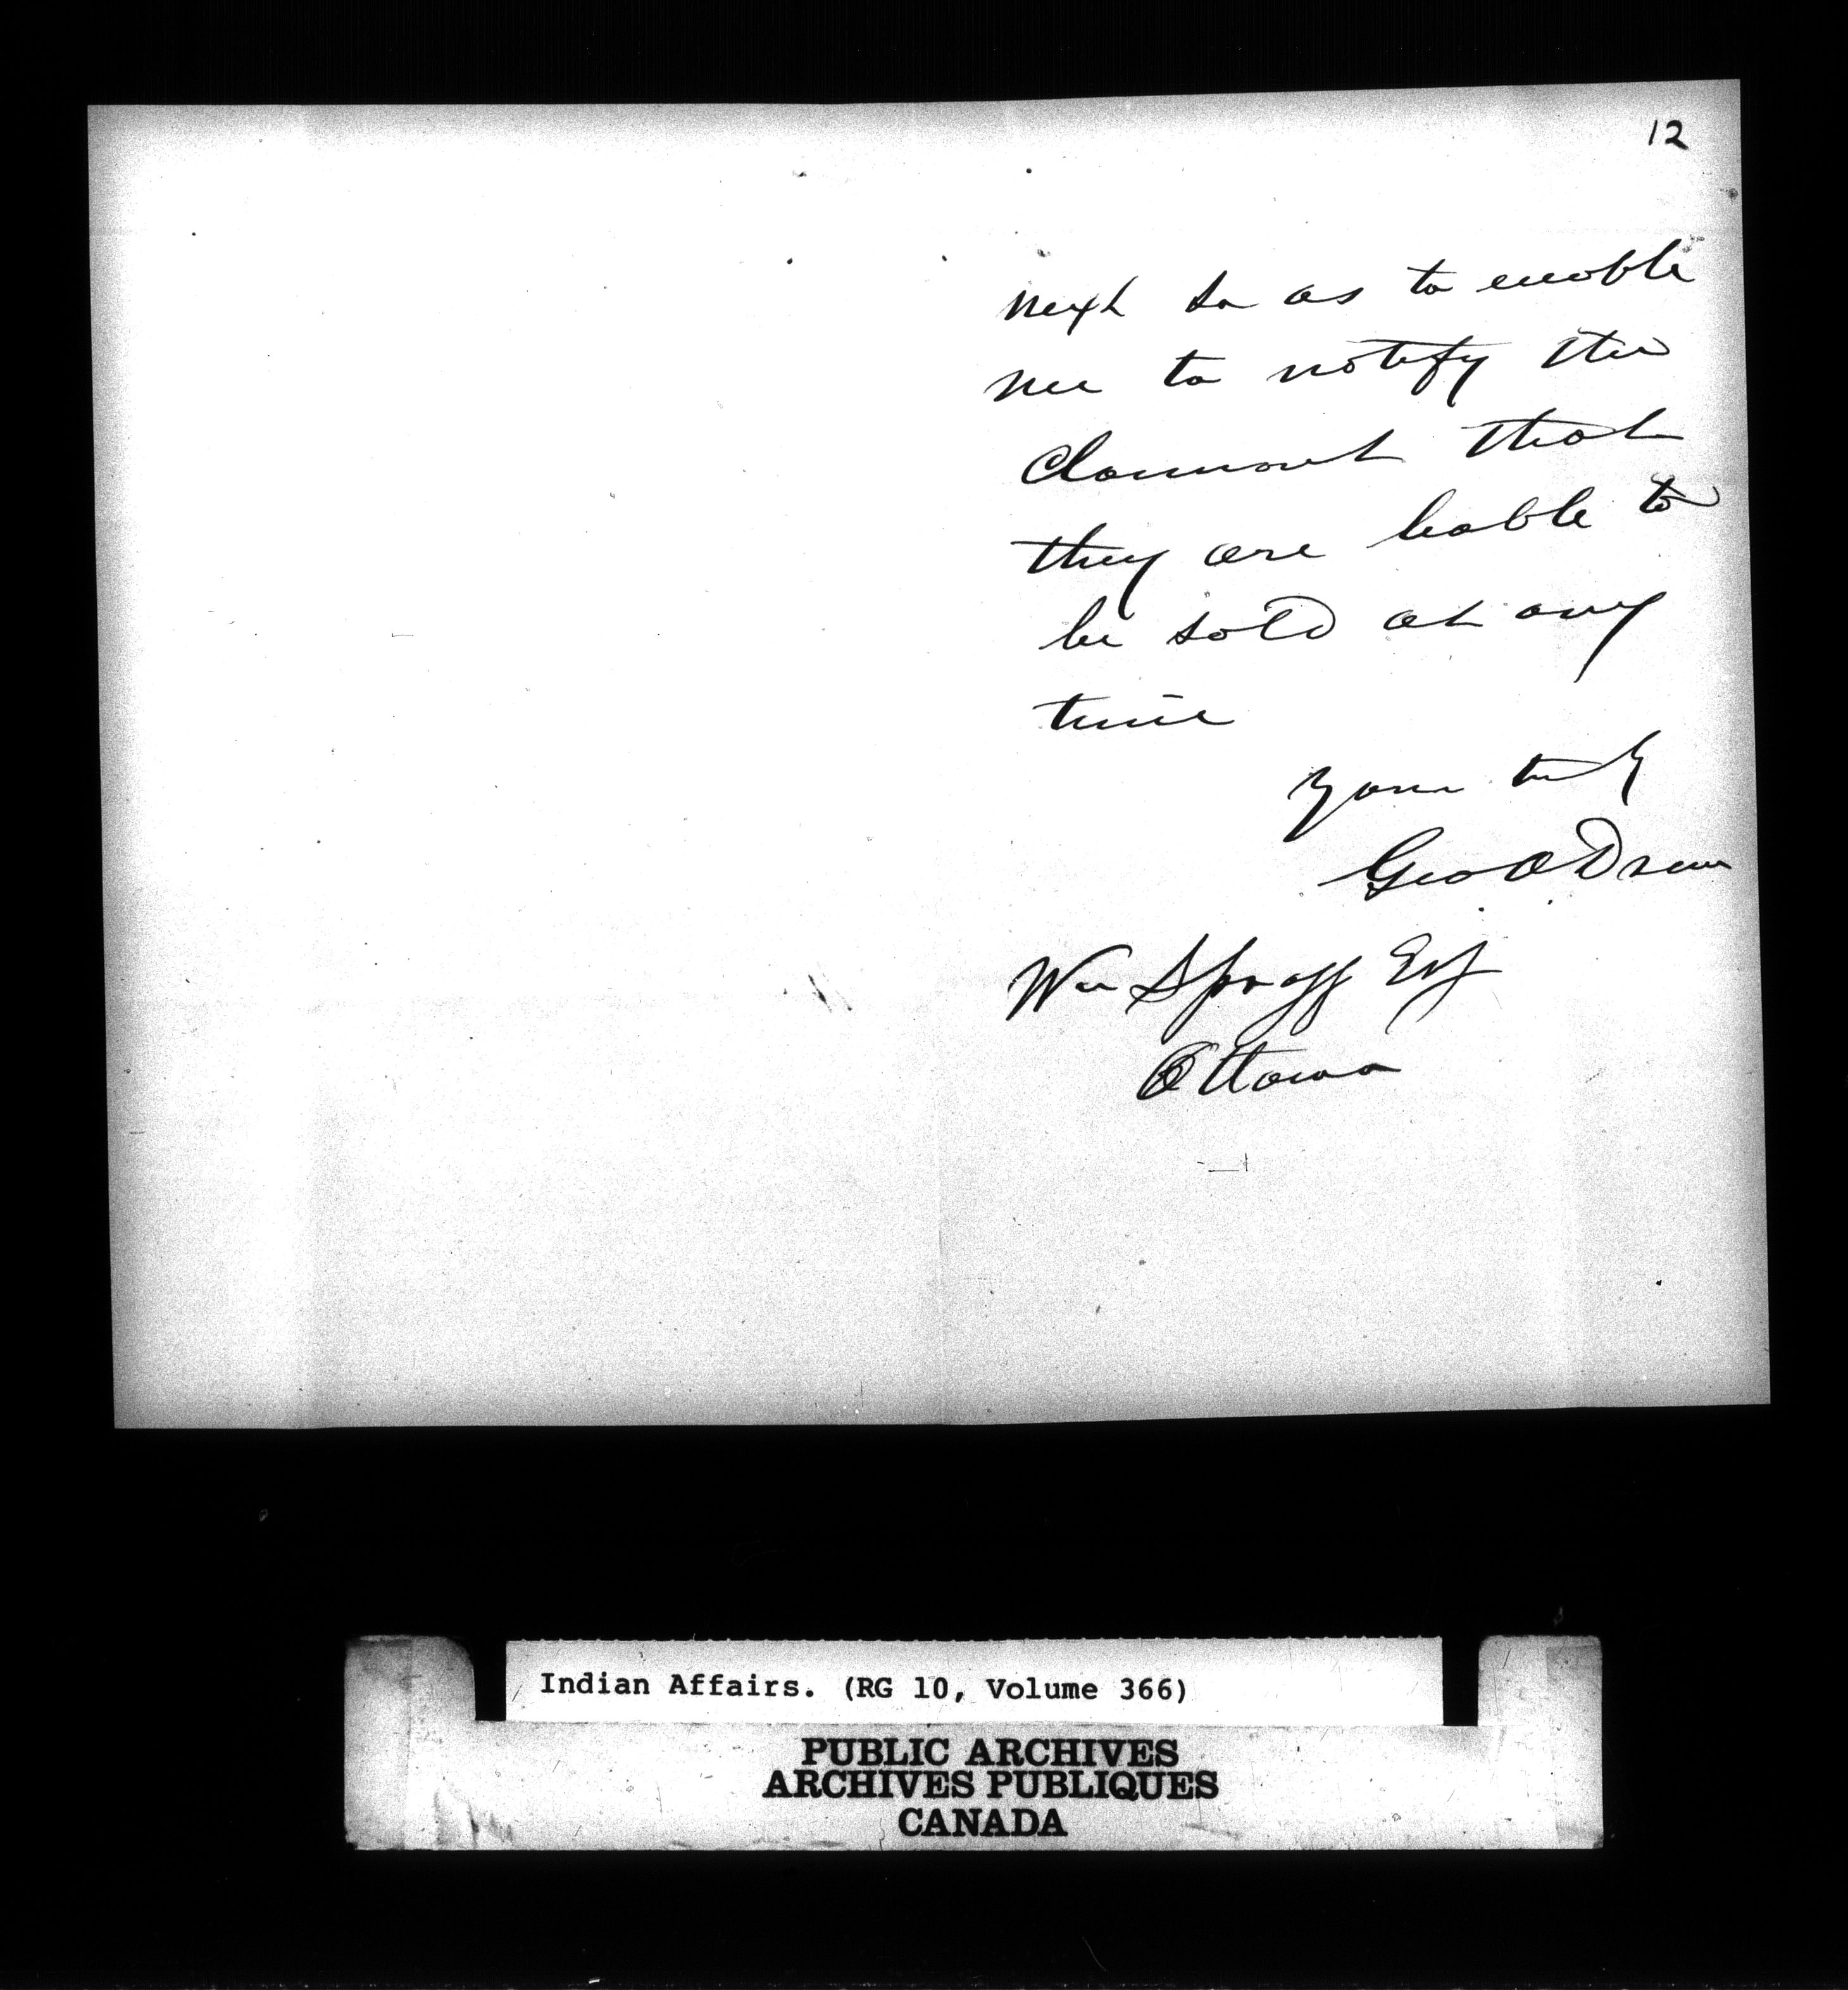 12
next so as to enable
me to notify the
Claimant that
they are liable to
be sold at any
time
Yours truly
Geo A Drew
Wm Spragge Esq
Ottawa
Indian Affairs. (RG 10, Volume 366)
PUBLIC ARCHIVES
ARCHIVES PUBLIQUES
CANADA